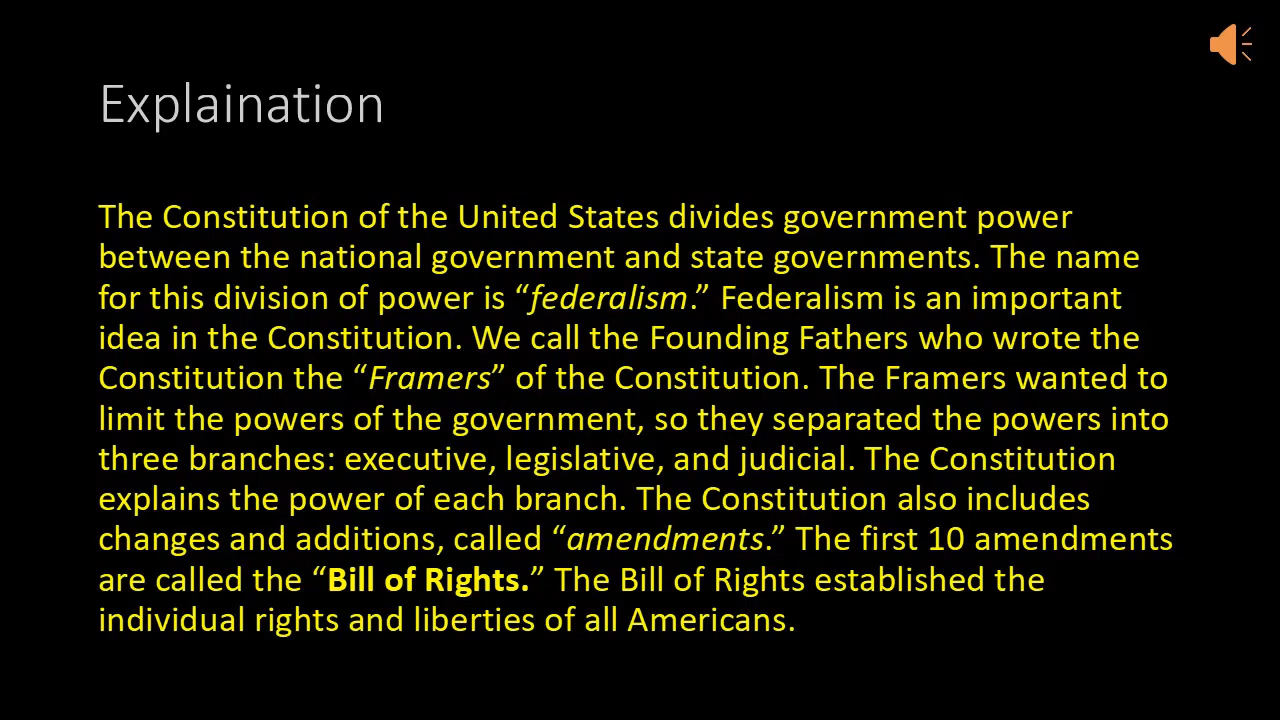 Explaination
The Constitution of the United States divides government power
between the national government and state governments. The name
for this division of power is “federalism.” Federalism is an important
idea in the Constitution. We call the Founding Fathers who wrote the
Constitution the “Framers” of the Constitution. The Framers wanted to
limit the powers of the government, so they separated the powers into
three branches: executive, legislative, and judicial. The Constitution
explains the power of each branch. The Constitution also includes
changes and additions, called “amendments.” The first 10 amendments
are called the “Bill of Rights.” The Bill of Rights established the
individual rights and liberties of all Americans.